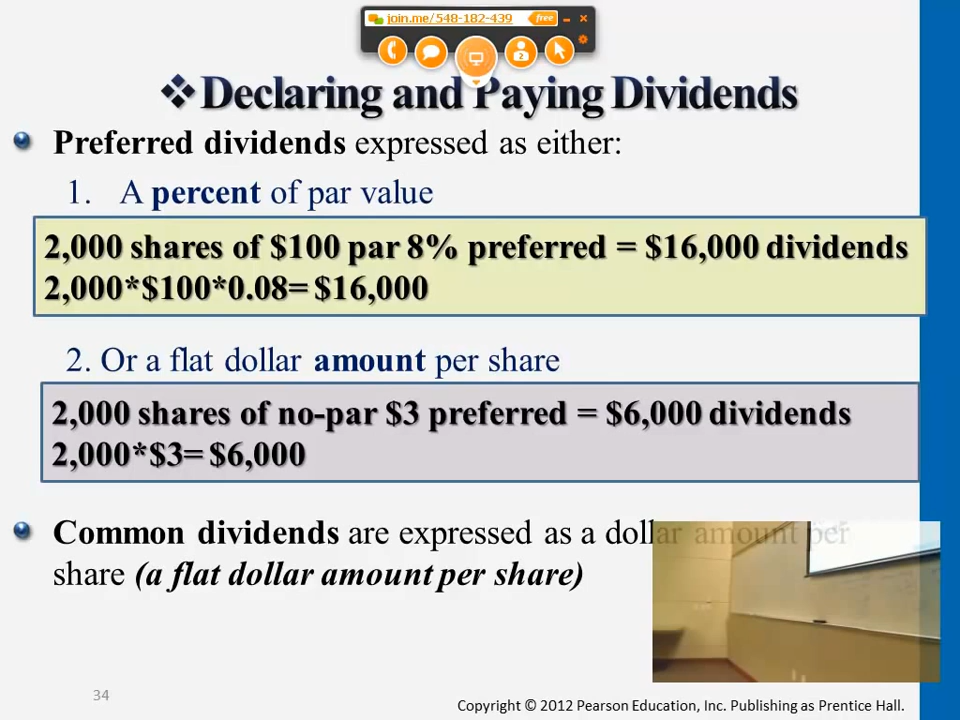 join.me/548-182-439 free
❖Declaring and Paying Dividends
Preferred dividends expressed as either:
1. A percent of par value
2,000 shares of $100 par 8% preferred = $16,000 dividends
2,000*$100*0.08= $16,000
2. Or a flat dollar amount per share
2,000 shares of no-par $3 preferred = $6,000 dividends
2,000*$3= $6,000
Common dividends are expressed as a dollar amount per
share (a flat dollar amount per share)
34
Copyright © 2012 Pearson Education, Inc. Publishing as Prentice Hall.